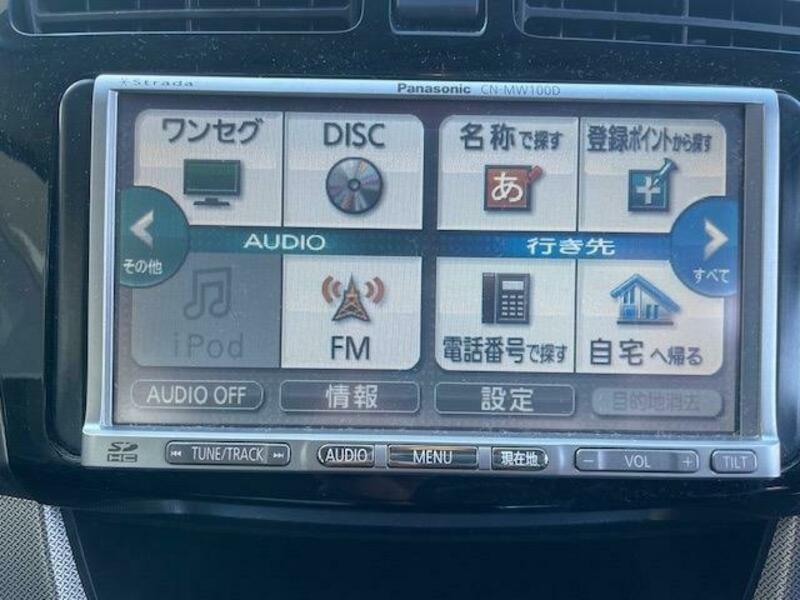 Strada
Panasonic CN-MW100D
ワンセグ
DISC
名称で探す
登録ポイントから探す
あ
その他
AUDIO
行き先
すべて
iPod
FM
電話番号で探す
自宅へ帰る
AUDIO OFF
情報
設定
目的地消去
SD HC
TUNE/TRACK
AUDIO
MENU
現在地
− VOL +
TILT